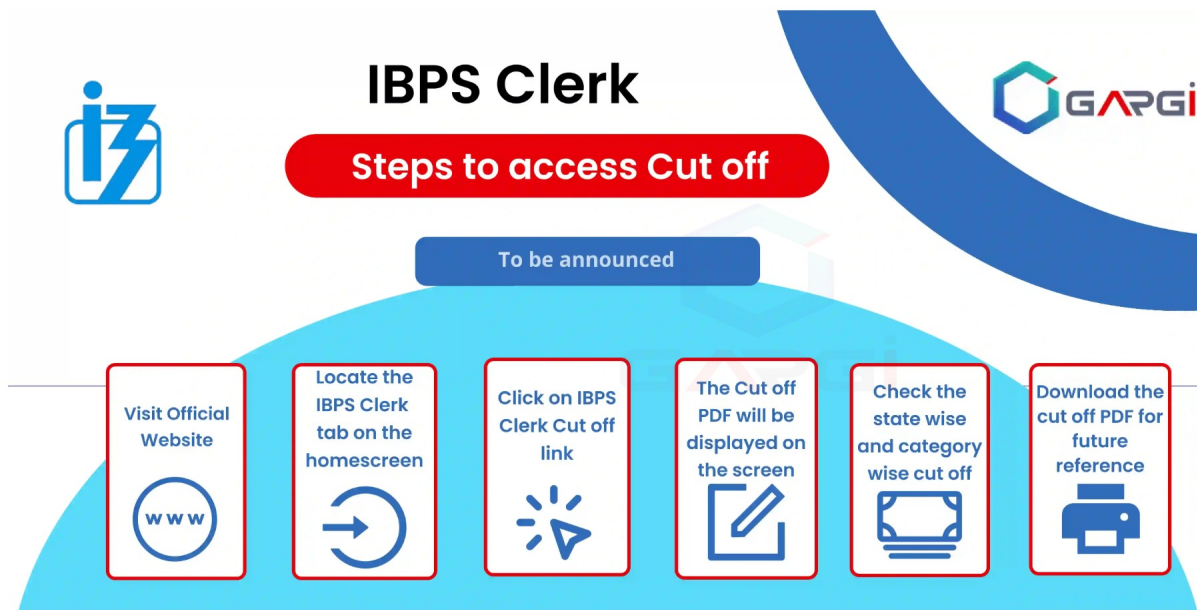 IBPS Clerk
GARGi
Steps to access Cut off
To be announced
GARGi
Visit Official
Website
www
Locate the
IBPS Clerk
tab on the
homescreen
Click on IBPS
Clerk Cut off
link
The Cut off
PDF will be
displayed on
the screen
Check the
state wise
and category
wise cut off
Download the
cut off PDF for
future
reference